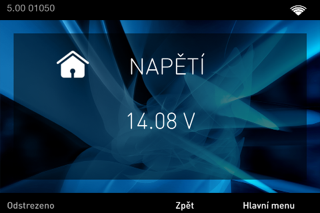 5.00 01050
NAPĚTÍ
14.08 V
Odstrezeno Zpět Hlavní menu